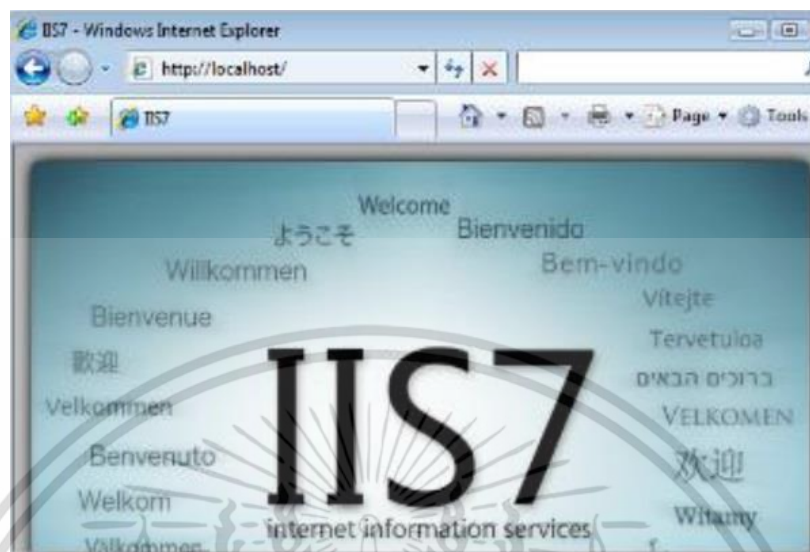 IIS7 - Windows Internet Explorer
http://localhost/
IIS7
Page Tools
Welcome
ようこそ Bienvenido
Willkommen Bem-vindo
Bienvenue Vítejte
歡迎 Tervetuloa
ברוכים הבאים
Velkommen VELKOMEN
Benvenuto 欢迎
Welkom Witamy
Välkommen
IIS7
internet information services